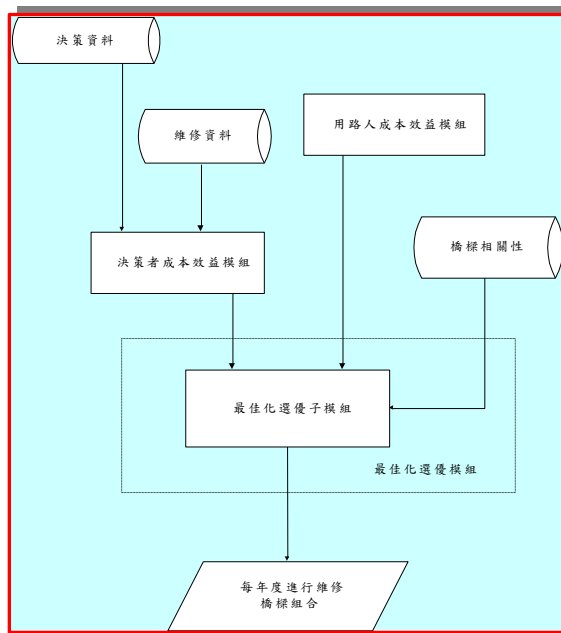 決策資料
用路人成本效益模組
維修資料
決策者成本效益模組
橋樑相關性
最佳化選優子模組
最佳化選優模組
每年度進行維修
橋樑組合